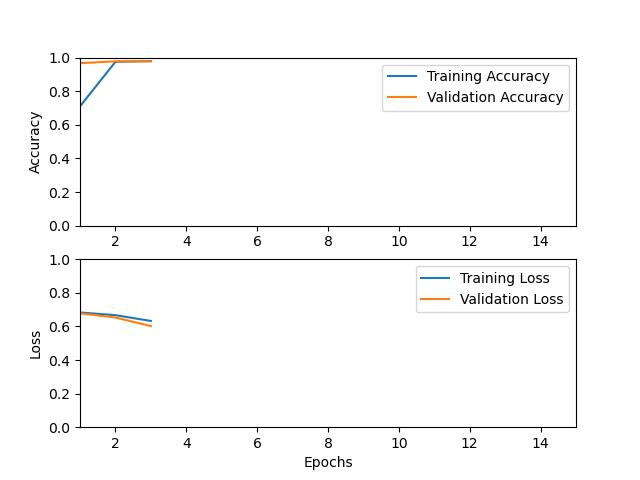 1.0
0.8
0.6
0.4
0.2
0.0
Accuracy
Training Accuracy
Validation Accuracy
2 4 6 8 10 12 14
1.0
0.8
0.6
0.4
0.2
0.0
Loss
Training Loss
Validation Loss
2 4 6 8 10 12 14
Epochs